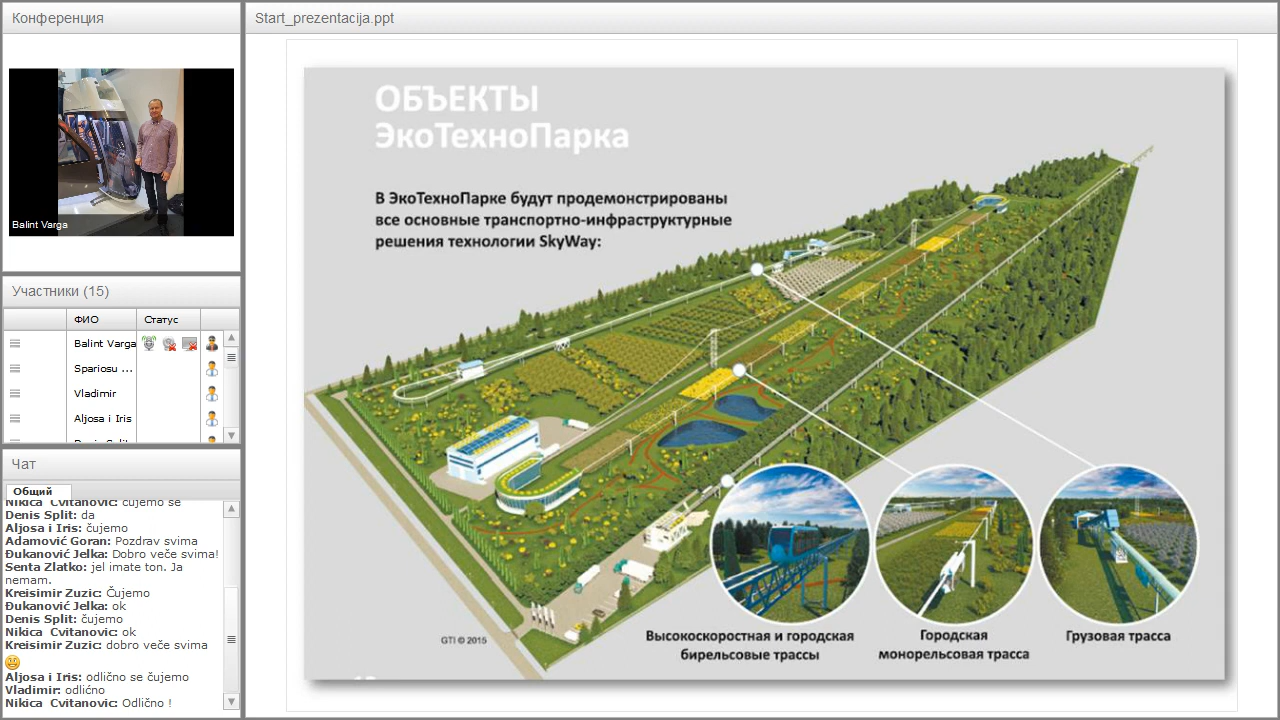 Конференция
Balint Varga
Участники (15)
ФИО Статус
Balint Varga
Spariosu ...
Vladimir
Aljosa i Iris
Denis Split
Чат
Общий
Nikica Cvitanovic: čujemo se
Denis Split: da
Aljosa i Iris: čujemo
Adamović Goran: Pozdrav svima
Đukanović Jelka: Dobro veče svima!
Senta Zlatko: jel imate ton. Ja
nemam.
Kreisimir Zuzic: Čujemo
Đukanović Jelka: ok
Denis Split: čujemo
Nikica Cvitanovic: ok
Kreisimir Zuzic: dobro veče svima
Aljosa i Iris: odlično se čujemo
Vladimir: odlićno
Nikica Cvitanovic: Odlično !
Start_prezentacija.ppt
ОБЪЕКТЫ
ЭкоТехноПарка
В ЭкоТехноПарке будут продемонстрированы
все основные транспортно-инфраструктурные
решения технологии SkyWay:
GTI © 2015
Высокоскоростная и городская
бирельсовые трассы
Городская
монорельсовая трасса
Грузовая трасса